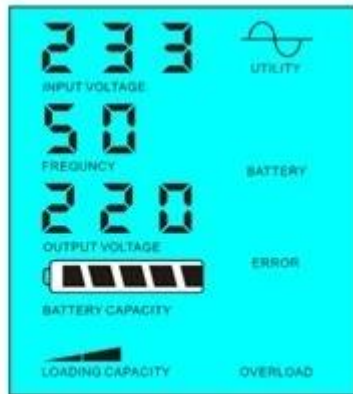 233
UTILITY
INPUT VOLTAGE
50
FREQUNCY
BATTERY
220
OUTPUT VOLTAGE
ERROR
BATTERY CAPACITY
LOADING CAPACITY
OVERLOAD